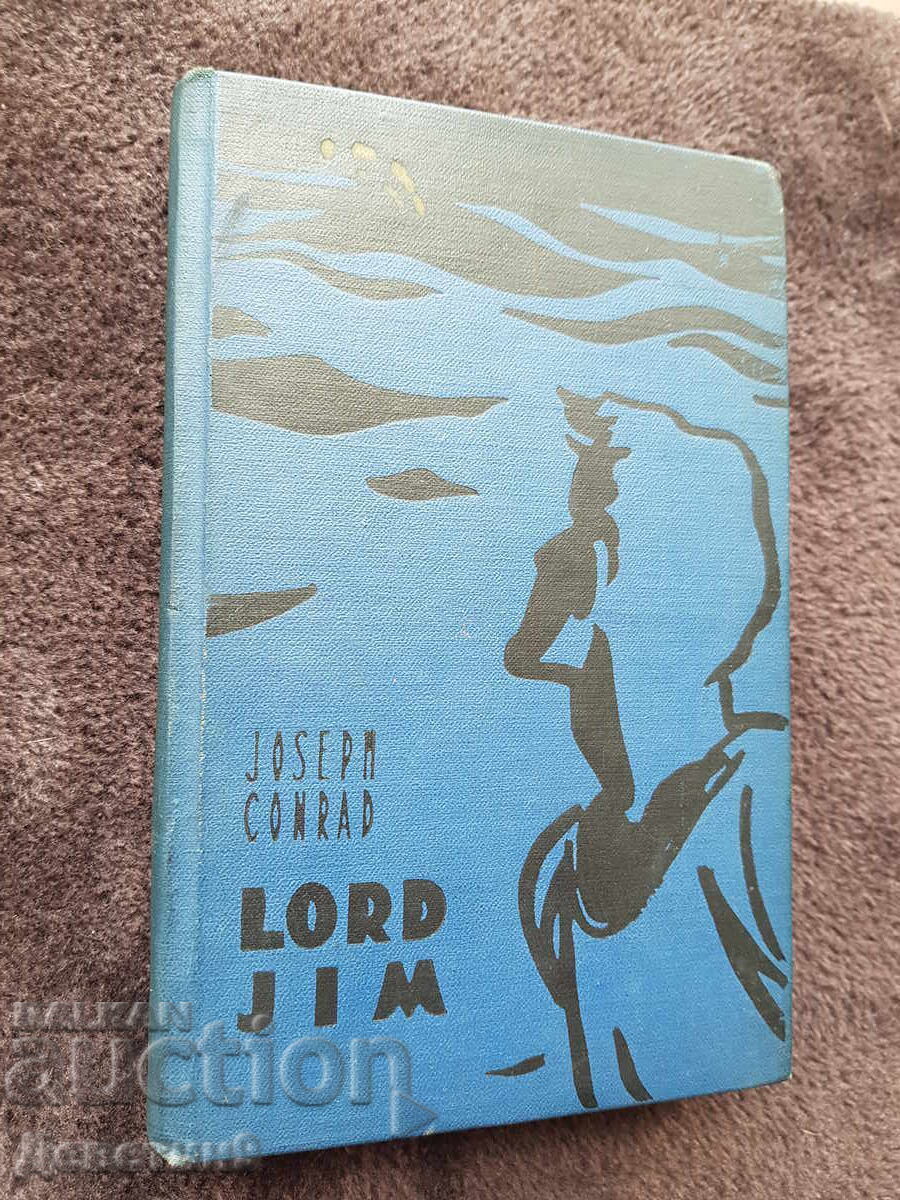 JOSEPH
CONRAD
LORD
JIM
BALKAN
auction